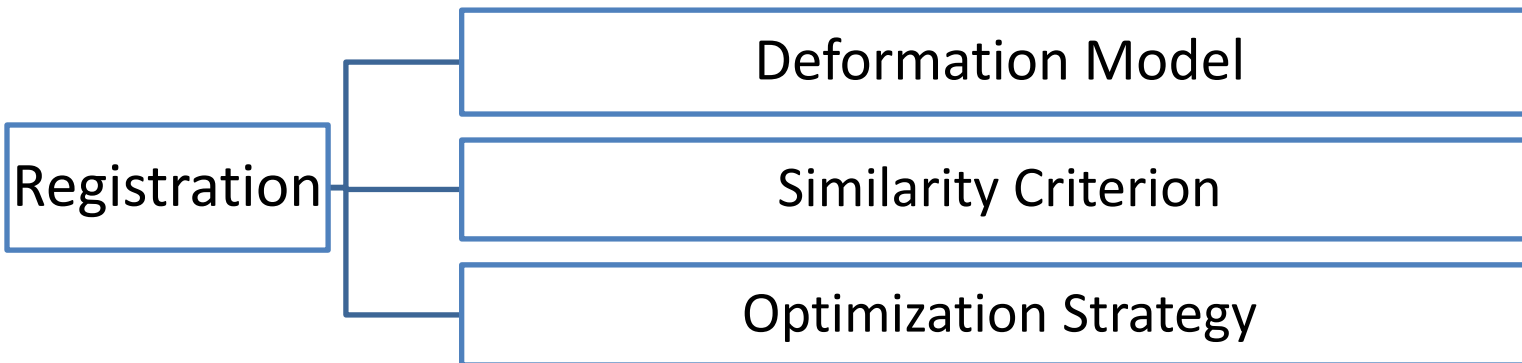 Deformation Model
Registration
Similarity Criterion
Optimization Strategy